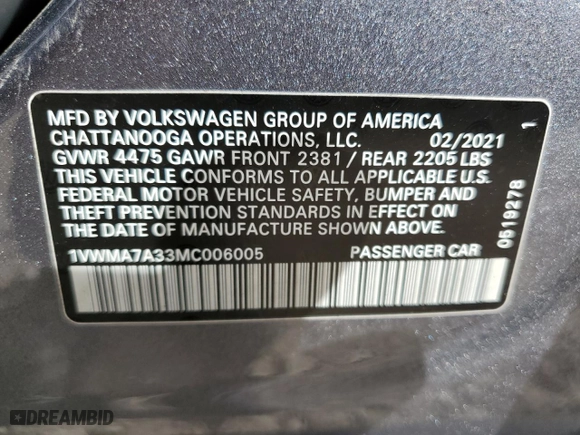 MFD BY VOLKSWAGEN GROUP OF AMERICA
CHATTANOOGA OPERATIONS, LLC. 02/2021
GVWR 4475 GAWR FRONT 2381 / REAR 2205 LBS
THIS VEHICLE CONFORMS TO ALL APPLICABLE U.S.
FEDERAL MOTOR VEHICLE SAFETY, BUMPER AND
THEFT PREVENTION STANDARDS IN EFFECT ON
THE DATE OF MANUFACTURE SHOWN ABOVE.
1VWMA7A33MC006005 PASSENGER CAR
1
0519278
DREAMBID